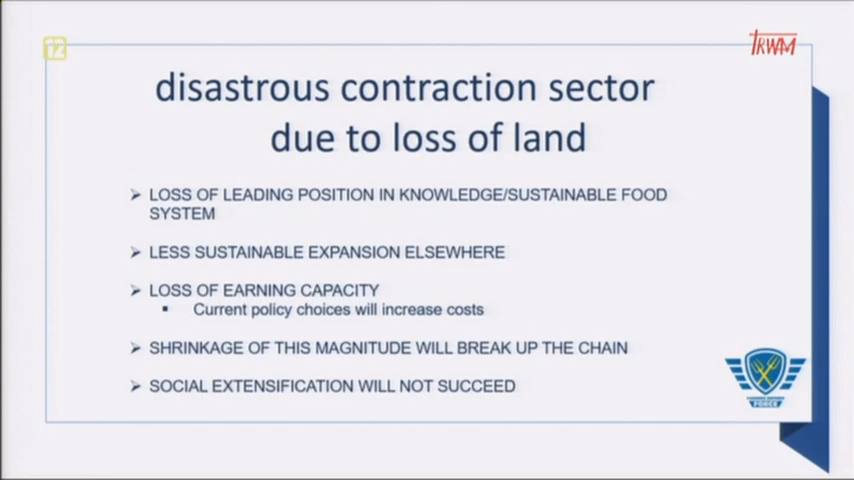 12
TRWAM
disastrous contraction sector
due to loss of land
LOSS OF LEADING POSITION IN KNOWLEDGE/SUSTAINABLE FOOD
SYSTEM
LESS SUSTAINABLE EXPANSION ELSEWHERE
LOSS OF EARNING CAPACITY
Current policy choices will increase costs
SHRINKAGE OF THIS MAGNITUDE WILL BREAK UP THE CHAIN
SOCIAL EXTENSIFICATION WILL NOT SUCCEED
FORCE